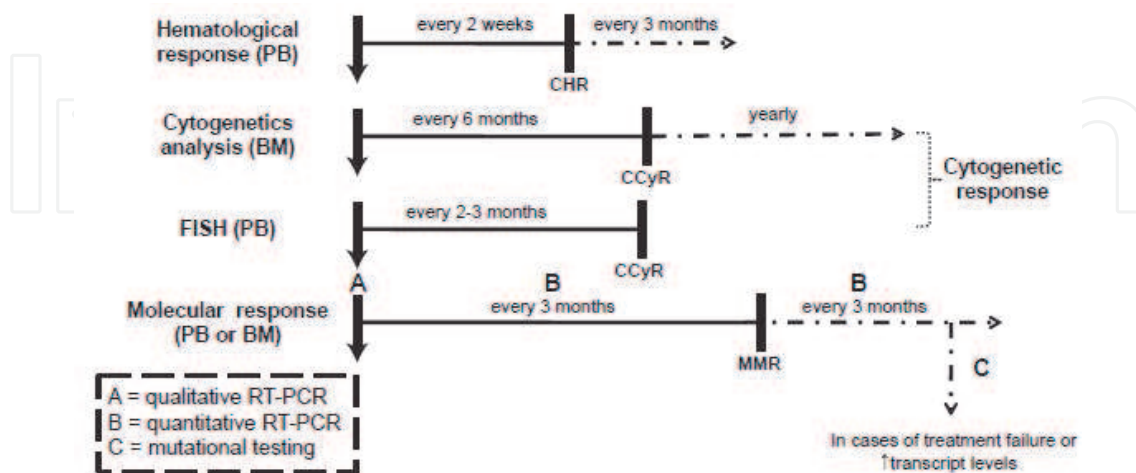 Hematological
response (PB)
every 2 weeks
every 3 months
CHR
Cytogenetics
analysis (BM)
every 6 months
yearly
CCyR
Cytogenetic
response
FISH (PB)
every 2-3 months
CCyR
A
B
B
Molecular response
(PB or BM)
every 3 months
every 3 months
MMR
C
A = qualitative RT-PCR
B = quantitative RT-PCR
C = mutational testing
In cases of treatment failure or
↑transcript levels